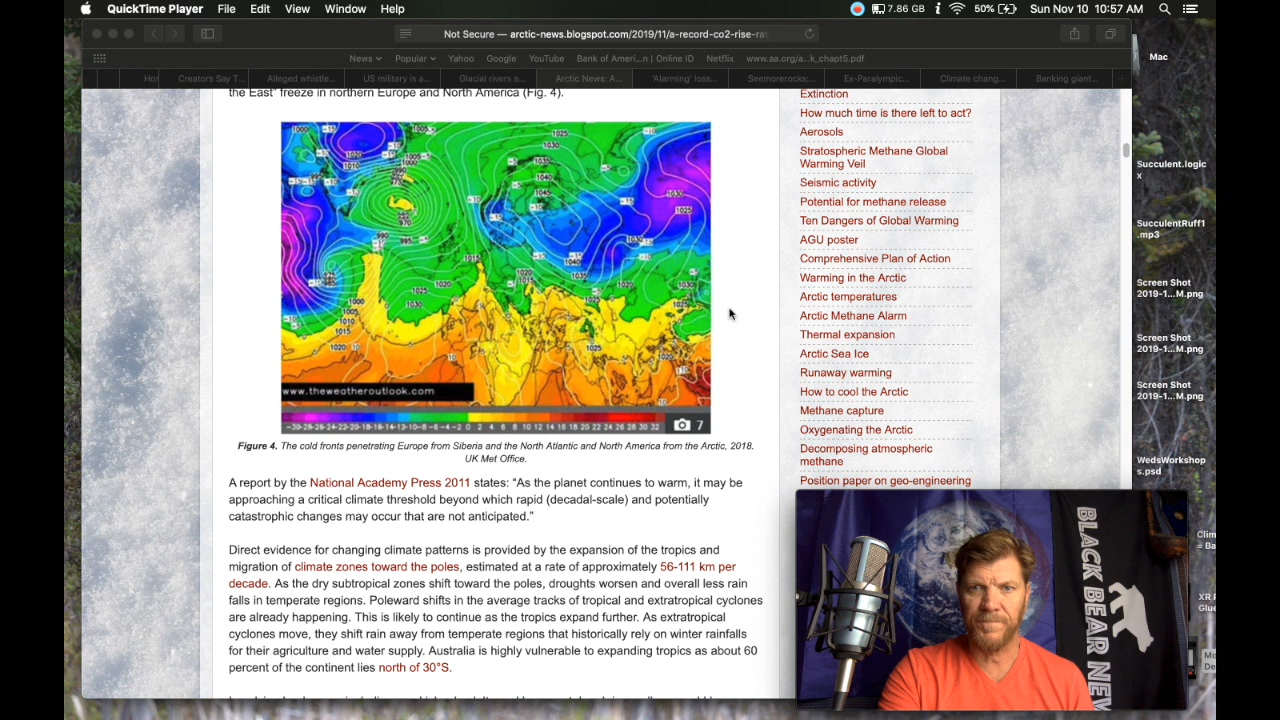 QuickTime Player File Edit View Window Help
7.86 GB 50% Sun Nov 10 10:57 AM
Not Secure — arctic-news.blogspot.com/2019/11/a-record-co2-rise-rat
News Popular Yahoo Google YouTube Bank of Ameri...n | Online iD Netflix www.aa.org/a...k_chapt5.pdf
Creators Say T... Alleged whistle... US military is a... Glacial rivers a... Arctic News: A... 'Alarming' loss... Seemorerocks;... Ex-Paralympic... Climate chang... Banking giant...
the East” freeze in northern Europe and North America (Fig. 4).
www.theweatheroutlook.com
-30-28-26-24-22-20-18-16-14-12-10-8 -6 -4 -2 0 2 4 6 8 10 12 14 16 18 20 22 24 26 28 30 32
7
Figure 4. The cold fronts penetrating Europe from Siberia and the North Atlantic and North America from the Arctic, 2018.
UK Met Office.
A report by the National Academy Press 2011 states: “As the planet continues to warm, it may be
approaching a critical climate threshold beyond which rapid (decadal-scale) and potentially
catastrophic changes may occur that are not anticipated.”
Direct evidence for changing climate patterns is provided by the expansion of the tropics and
migration of climate zones toward the poles, estimated at a rate of approximately 56-111 km per
decade. As the dry subtropical zones shift toward the poles, droughts worsen and overall less rain
falls in temperate regions. Poleward shifts in the average tracks of tropical and extratropical cyclones
are already happening. This is likely to continue as the tropics expand further. As extratropical
cyclones move, they shift rain away from temperate regions that historically rely on winter rainfalls
for their agriculture and water supply. Australia is highly vulnerable to expanding tropics as about 60
percent of the continent lies north of 30°S.
Extinction
How much time is there left to act?
Aerosols
Stratospheric Methane Global
Warming Veil
Seismic activity
Potential for methane release
Ten Dangers of Global Warming
AGU poster
Comprehensive Plan of Action
Warming in the Arctic
Arctic temperatures
Arctic Methane Alarm
Thermal expansion
Arctic Sea Ice
Runaway warming
How to cool the Arctic
Methane capture
Oxygenating the Arctic
Decomposing atmospheric
methane
Position paper on geo-engineering
BLACK BEAR NEW
Mac
Succulent.logic
x
SucculentRuff1
.mp3
Screen Shot
2019-1...M.png
Screen Shot
2019-1...M.png
Screen Shot
2019-1...M.png
WedsWorkshop
s.psd